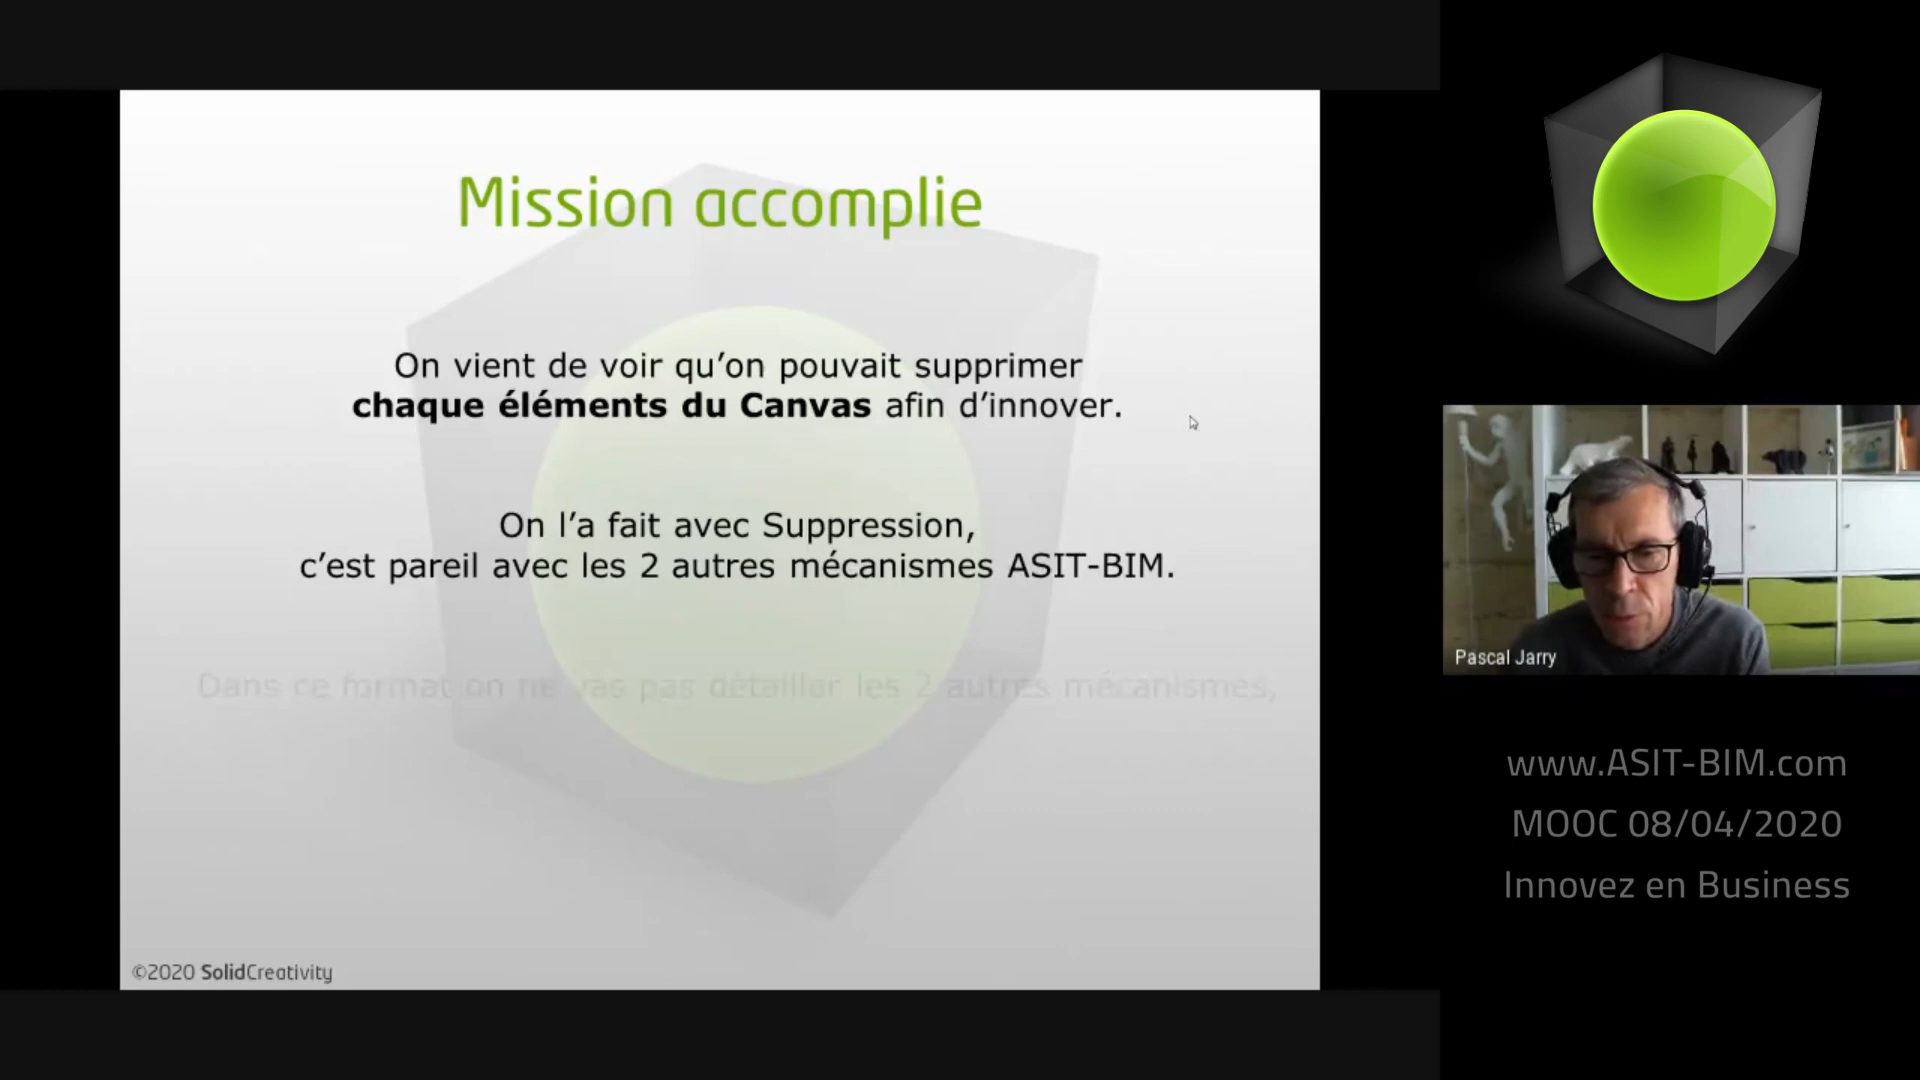 Mission accomplie
On vient de voir qu’on pouvait supprimer
chaque éléments du Canvas afin d’innover.
On l’a fait avec Suppression,
c’est pareil avec les 2 autres mécanismes ASIT-BIM.
Dans ce format on ne vas pas détailler les 2 autres mécanismes,
©2020 SolidCreativity
Pascal Jarry
www.ASIT-BIM.com
MOOC 08/04/2020
Innovez en Business